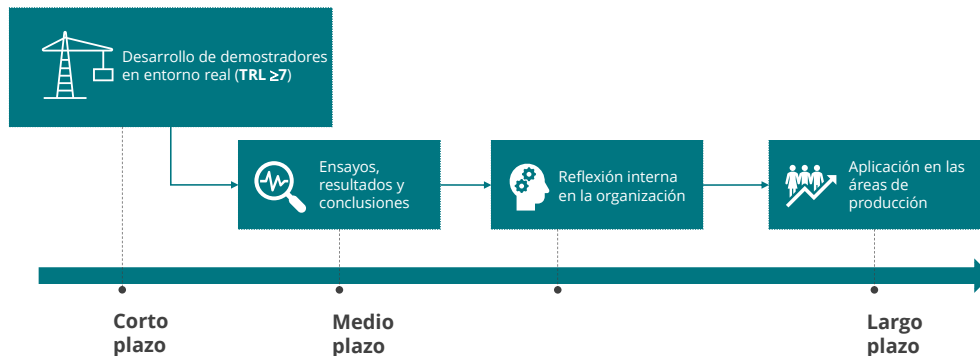 Desarrollo de demostradores
en entorno real (TRL ≥7)
Ensayos,
resultados y
conclusiones
Reflexión interna
en la organización
Aplicación en las
áreas de
producción
Corto
plazo
Medio
plazo
Largo
plazo